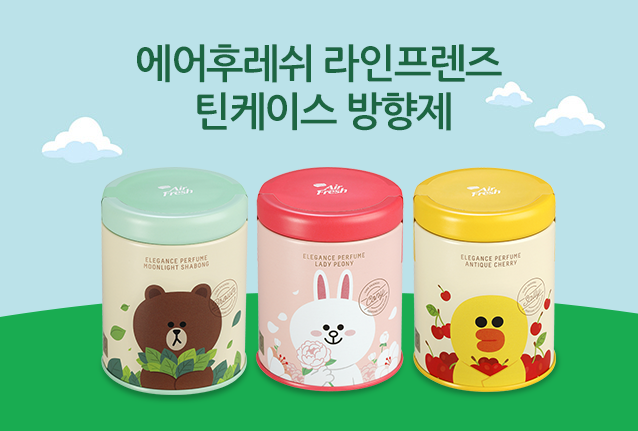 에어후레쉬 라인프렌즈
틴케이스 방향제
Air
Fresh
Air
Fresh
Air
Fresh
ELEGANCE PERFUME
MOONLIGHT SHABONG
ELEGANCE PERFUME
LADY PEONY
ELEGANCE PERFUME
ANTIQUE CHERRY